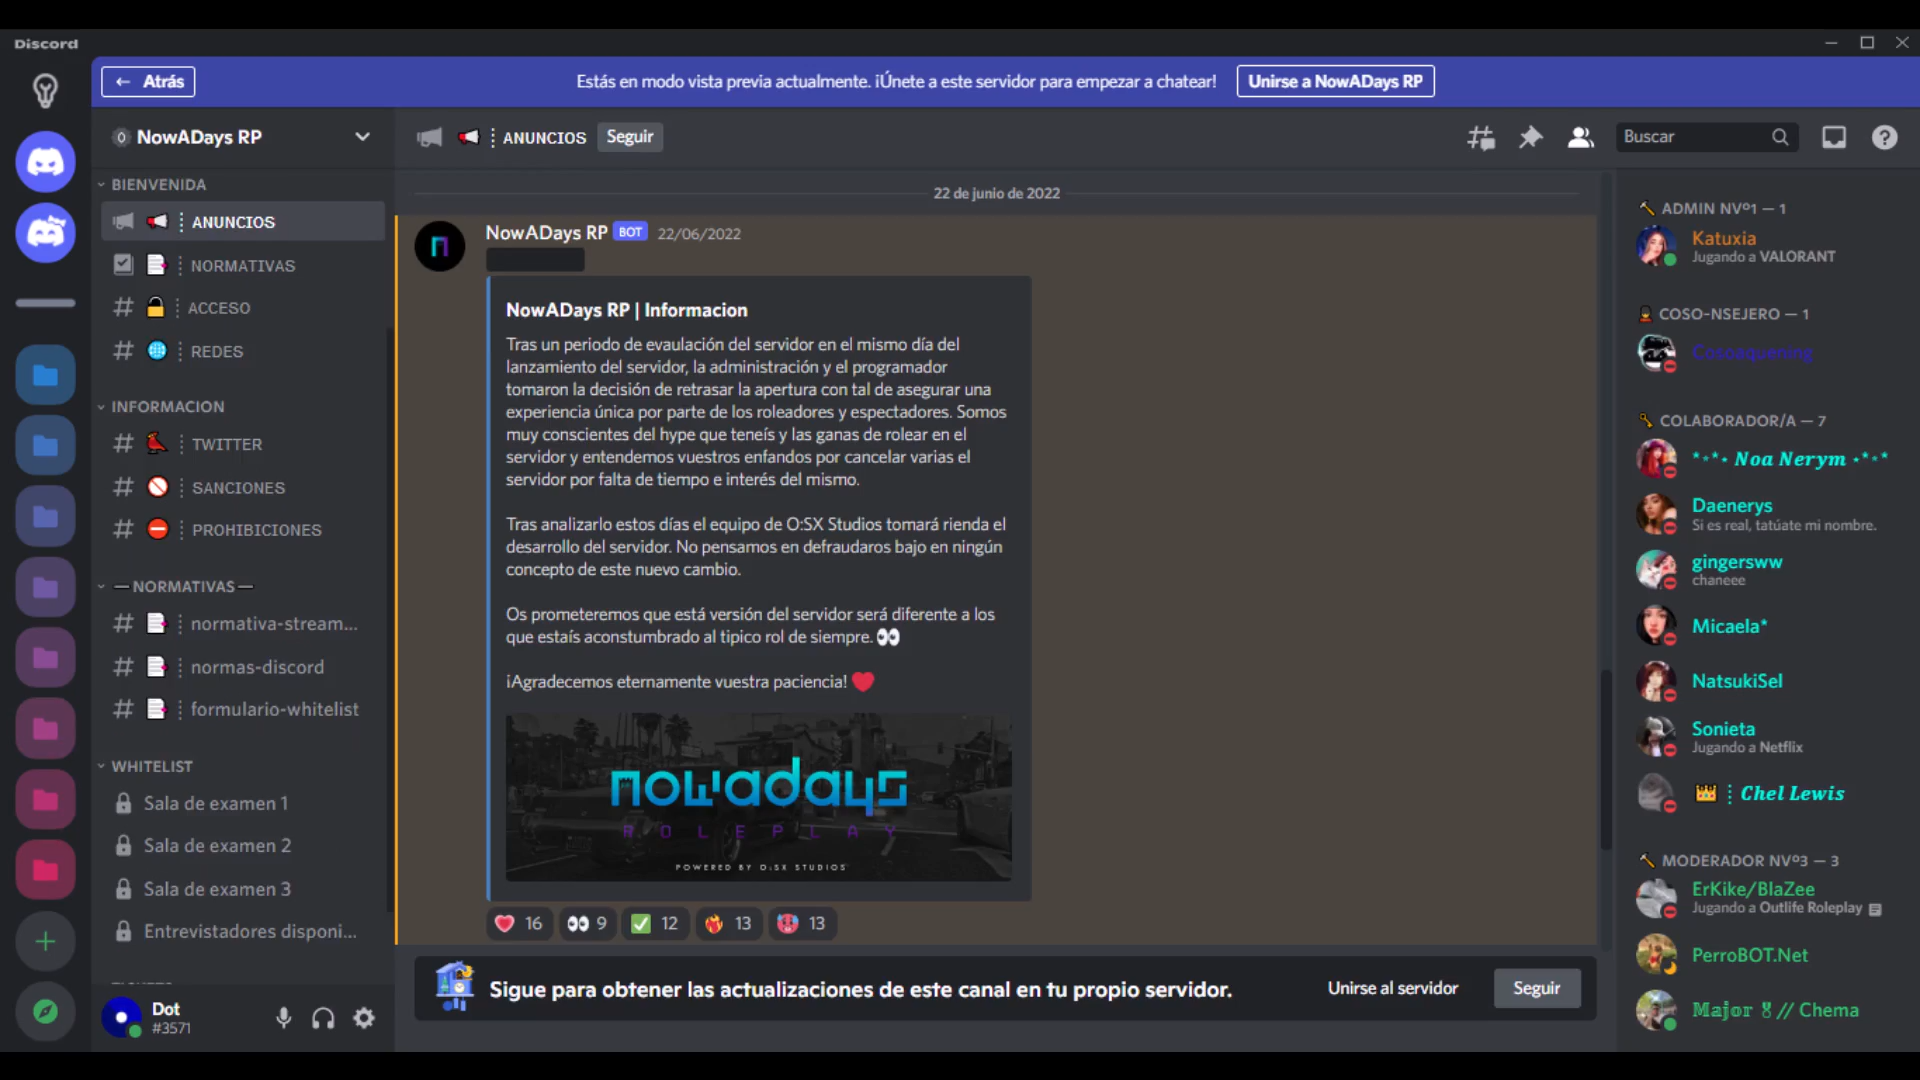 Discord
Atrás
Estás en modo vista previa actualmente. ¡Únete a este servidor para empezar a chatear!
Unirse a NowADays RP
NowADays RP
ANUNCIOS
Seguir
Buscar
BIENVENIDA
ANUNCIOS
NORMATIVAS
ACCESO
REDES
INFORMACION
TWITTER
SANCIONES
PROHIBICIONES
—NORMATIVAS—
normativa-stream...
normas-discord
formulario-whitelist
WHITELIST
Sala de examen 1
Sala de examen 2
Sala de examen 3
Entrevistadores disponi...
Dot
#3571
22 de junio de 2022
NowADays RP BOT 22/06/2022
NowADays RP | Informacion
Tras un periodo de evaulación del servidor en el mismo día del
lanzamiento del servidor, la administración y el programador
tomaron la decisión de retrasar la apertura con tal de asegurar una
experiencia única por parte de los roleadores y espectadores. Somos
muy conscientes del hype que teneís y las ganas de rolear en el
servidor y entendemos vuestros enfandos por cancelar varias el
servidor por falta de tiempo e interés del mismo.
Tras analizarlo estos días el equipo de O:SX Studios tomará rienda el
desarrollo del servidor. No pensamos en defraudaros bajo en ningún
concepto de este nuevo cambio.
Os prometeremos que está versión del servidor será diferente a los
que estaís aconstumbrado al tipico rol de siempre. 👀
¡Agradecemos eternamente vuestra paciencia! ❤️
nowadays
ROLEPLAY
POWERED BY O:SX STUDIOS
❤️ 16 👀 9 ✅ 12 13 13
Sigue para obtener las actualizaciones de este canal en tu propio servidor.
Unirse al servidor
Seguir
ADMIN NVº1 — 1
Katuxia
Jugando a VALORANT
COSO-NSEJERO — 1
Cosoaquening
COLABORADOR/A — 7
*⋆*⋆ Noa Nerym ⋆*⋆*
Daenerys
Si es real, tatúate mi nombre.
gingersww
chaneee
Micaela*
NatsukiSel
Sonieta
Jugando a Netflix
Chel Lewis
MODERADOR NVº3 — 3
ErKike/BlaZee
Jugando a Outlife Roleplay
PerroBOT.Net
Major 🎖 // Chema